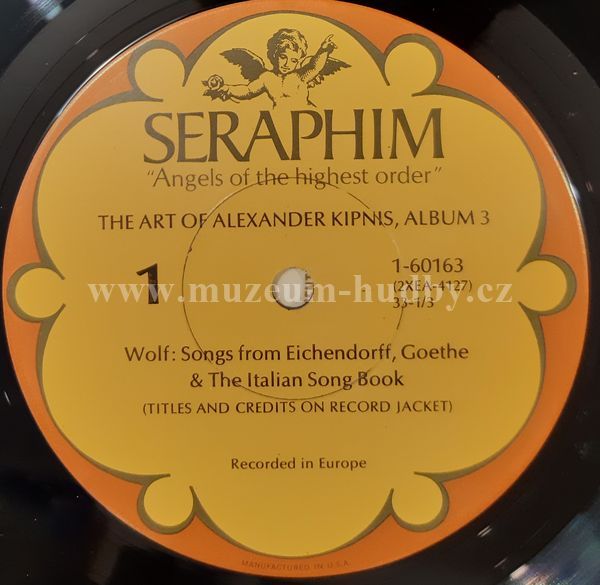 SERAPHIM
"Angels of the highest order"
THE ART OF ALEXANDER KIPNIS, ALBUM 3
1
1-60163
(2XEA-4127)
33-1/3
www.muzeum-hudby.cz
Wolf: Songs from Eichendorff, Goethe
& The Italian Song Book
(TITLES AND CREDITS ON RECORD JACKET)
Recorded in Europe
MANUFACTURED IN U.S.A.